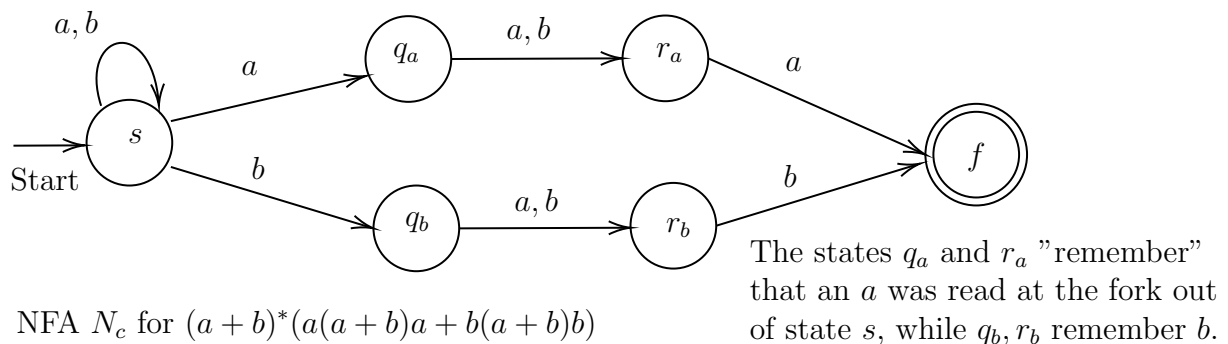 a, b
q_a
a, b
r_a
a
a
s
f
Start
b
q_b
a, b
r_b
b
The states q_a and r_a "remember"
that an a was read at the fork out
of state s, while q_b, r_b remember b.
NFA N_c for (a + b)*(a(a + b)a + b(a + b)b)